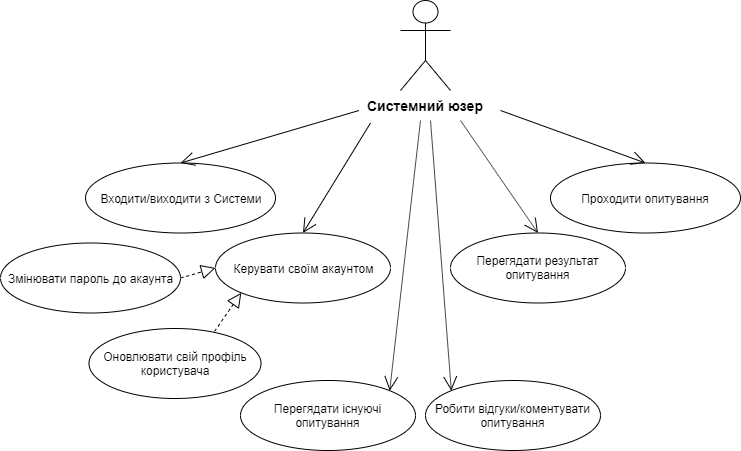 Системний юзер
Входити/виходити з Системи
Проходити опитування
Змінювати пароль до акаунта
Керувати своїм акаунтом
Перегядати результат
опитування
Оновлювати свій профіль
користувача
Перегядати існуючі
опитування
Робити відгуки/коментувати
опитування